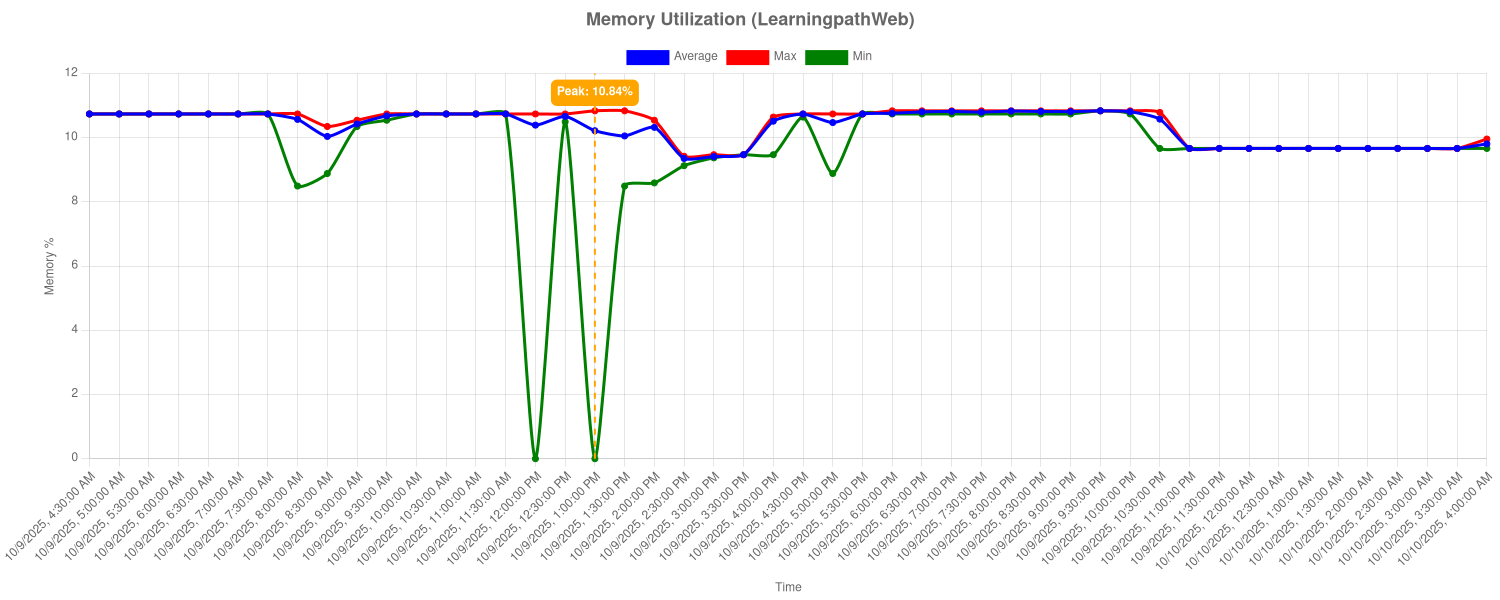 Memory Utilization (LearningpathWeb)
Average Max Min
Peak: 10.84%
12
10
8
6
4
2
0
Memory %
10/9/2025, 4:30:00 AM
10/9/2025, 5:00:00 AM
10/9/2025, 5:30:00 AM
10/9/2025, 6:00:00 AM
10/9/2025, 6:30:00 AM
10/9/2025, 7:00:00 AM
10/9/2025, 7:30:00 AM
10/9/2025, 8:00:00 AM
10/9/2025, 8:30:00 AM
10/9/2025, 9:00:00 AM
10/9/2025, 9:30:00 AM
10/9/2025, 10:00:00 AM
10/9/2025, 10:30:00 AM
10/9/2025, 11:00:00 AM
10/9/2025, 11:30:00 AM
10/9/2025, 12:00:00 PM
10/9/2025, 12:30:00 PM
10/9/2025, 1:00:00 PM
10/9/2025, 1:30:00 PM
10/9/2025, 2:00:00 PM
10/9/2025, 2:30:00 PM
10/9/2025, 3:00:00 PM
10/9/2025, 3:30:00 PM
10/9/2025, 4:00:00 PM
10/9/2025, 4:30:00 PM
10/9/2025, 5:00:00 PM
10/9/2025, 5:30:00 PM
10/9/2025, 6:00:00 PM
10/9/2025, 6:30:00 PM
10/9/2025, 7:00:00 PM
10/9/2025, 7:30:00 PM
10/9/2025, 8:00:00 PM
10/9/2025, 8:30:00 PM
10/9/2025, 9:00:00 PM
10/9/2025, 9:30:00 PM
10/9/2025, 10:00:00 PM
10/9/2025, 10:30:00 PM
10/9/2025, 11:00:00 PM
10/9/2025, 11:30:00 PM
10/10/2025, 12:00:00 AM
10/10/2025, 12:30:00 AM
10/10/2025, 1:00:00 AM
10/10/2025, 1:30:00 AM
10/10/2025, 2:00:00 AM
10/10/2025, 2:30:00 AM
10/10/2025, 3:00:00 AM
10/10/2025, 3:30:00 AM
10/10/2025, 4:00:00 AM
Time